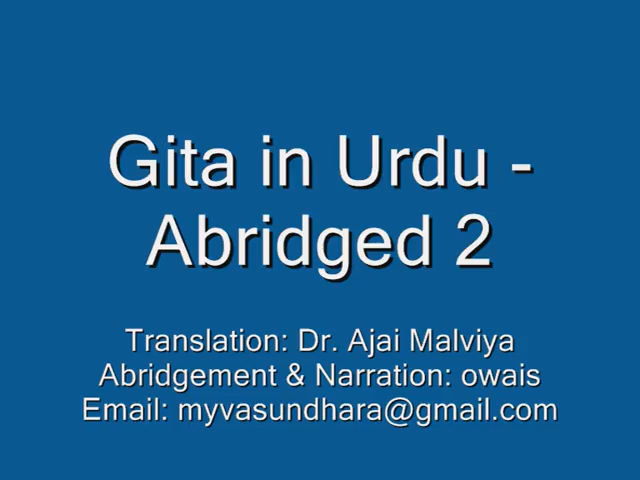 Gita in Urdu -
Abridged 2
Translation: Dr. Ajai Malviya
Abridgement & Narration: owais
Email: myvasundhara@gmail.com